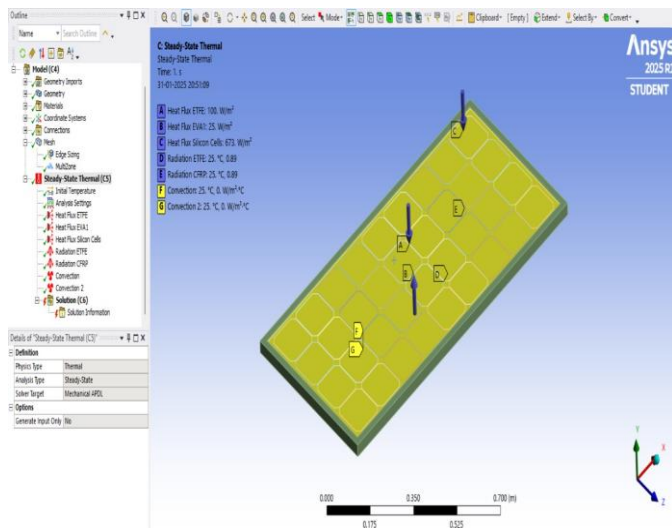 Outline
Name
Search Outline
Select
Mode
Clipboard
[ Empty ]
Extend
Select By
Convert
Model (C4)
Geometry Imports
Geometry
Materials
Coordinate Systems
Connections
Mesh
Edge Sizing
MultiZone
Steady-State Thermal (C5)
Initial Temperature
Analysis Settings
Heat Flux ETFE
Heat Flux EVA1
Heat Flux Silicon Cells
Radiation ETFE
Radiation CFRP
Convection
Convection 2
Solution (C6)
Solution Information
Details of "Steady-State Thermal (C5)"
Definition
Physics Type Thermal
Analysis Type Steady-State
Solver Target Mechanical APDL
Options
Generate Input Only No
C: Steady-State Thermal
Steady-State Thermal
Time: 1. s
31-01-2025 20:51:09
A Heat Flux ETFE: 100. W/m²
B Heat Flux EVA1: 25. W/m²
C Heat Flux Silicon Cells: 673. W/m²
D Radiation ETFE: 25. °C, 0.89
E Radiation CFRP: 25. °C, 0.89
F Convection: 25. °C, 0. W/m²·°C
G Convection 2: 25. °C, 0. W/m²·°C
Ansys
2025 R
STUDENT
C
E
A
B D
F
G
Y
X
Z
0.000 0.350 0.700 (m)
0.175 0.525